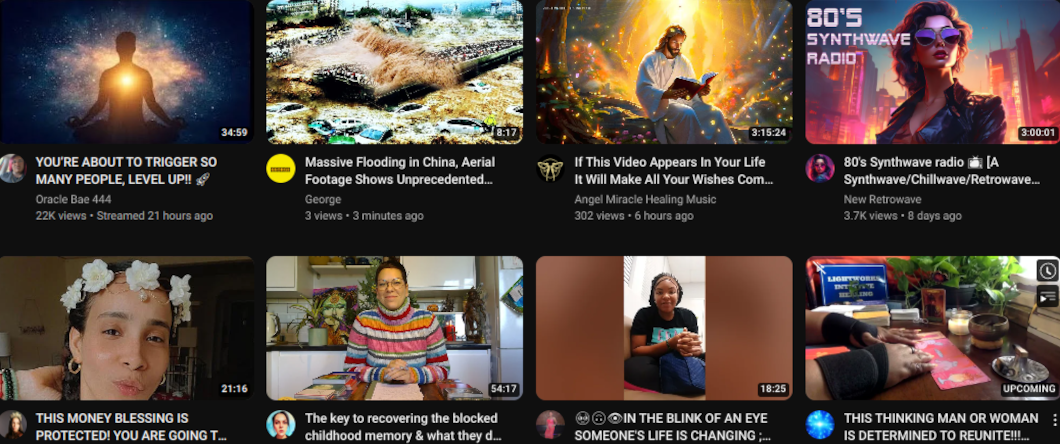 34:59
8:17
3:15:24
80'S
SYNTHWAVE
RADIO
3:00:01
YOU'RE ABOUT TO TRIGGER SO
MANY PEOPLE, LEVEL UP!! 🚀
Oracle Bae 444
22K views • Streamed 21 hours ago
Massive Flooding in China, Aerial
Footage Shows Unprecedented...
George
3 views • 3 minutes ago
If This Video Appears In Your Life
It Will Make All Your Wishes Com...
Angel Miracle Healing Music
302 views • 6 hours ago
80's Synthwave radio 📺 [A
Synthwave/Chillwave/Retrowave...
New Retrowave
3.7K views • 8 days ago
21:16
54:17
18:25
LIGHTWORKS
HEALING
UPCOMING
THIS MONEY BLESSING IS
PROTECTED! YOU ARE GOING T...
The key to recovering the blocked
childhood memory & what they d...
IN THE BLINK OF AN EYE
SOMEONE'S LIFE IS CHANGING ;...
THIS THINKING MAN OR WOMAN
IS DETERMINED TO REUNITE!!!...